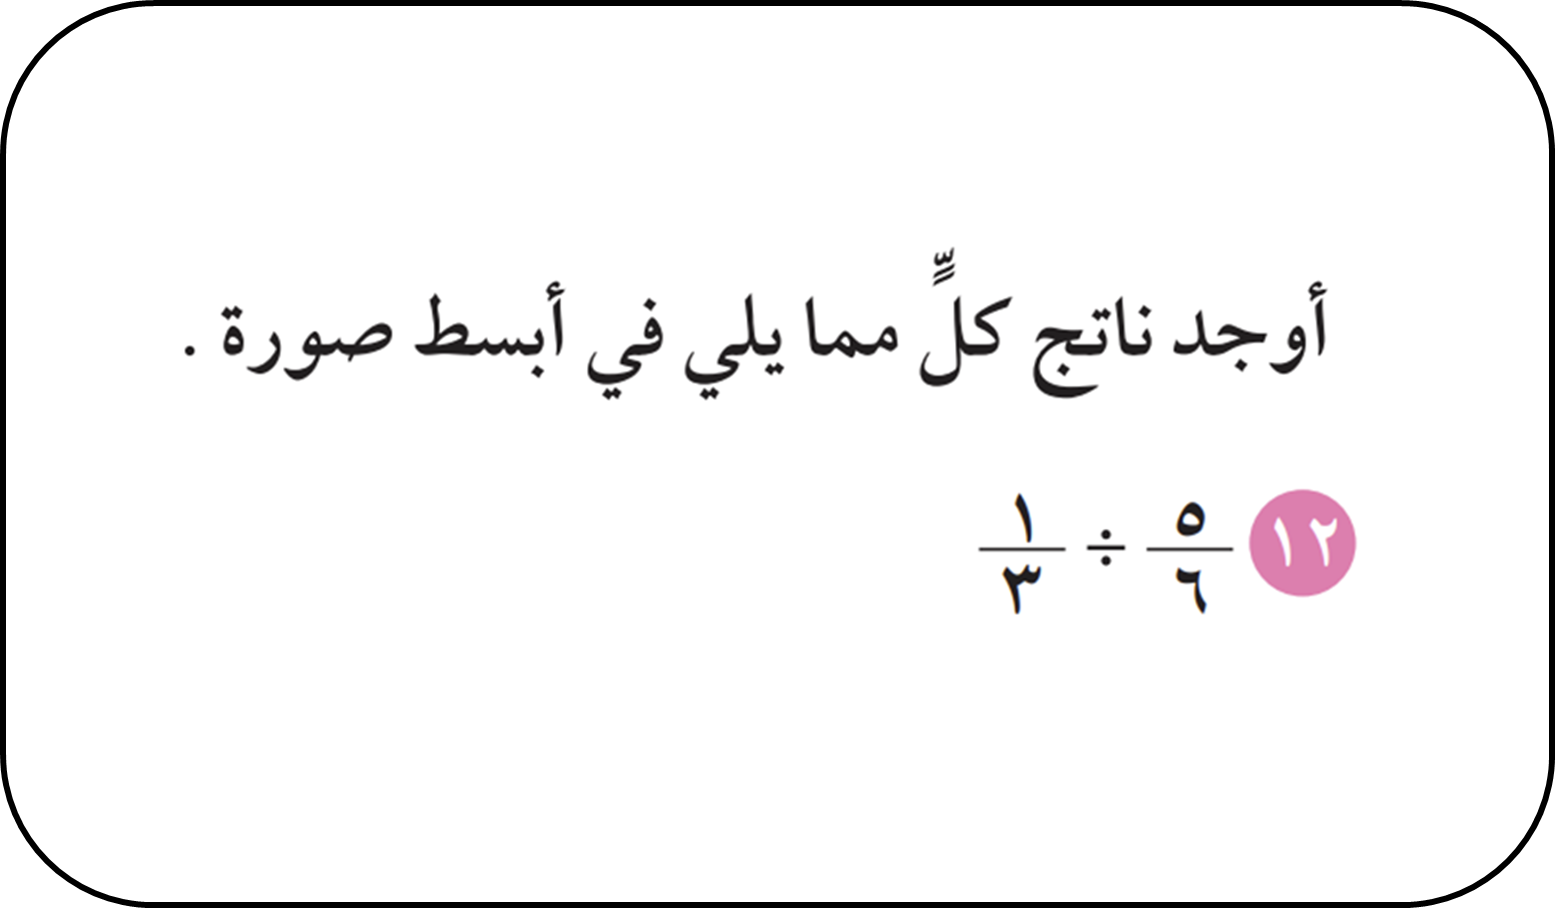 أوجد ناتج كلٍّ مما يلي في أبسط صورة .
١٢ ٥/٦ ÷ ١/٣